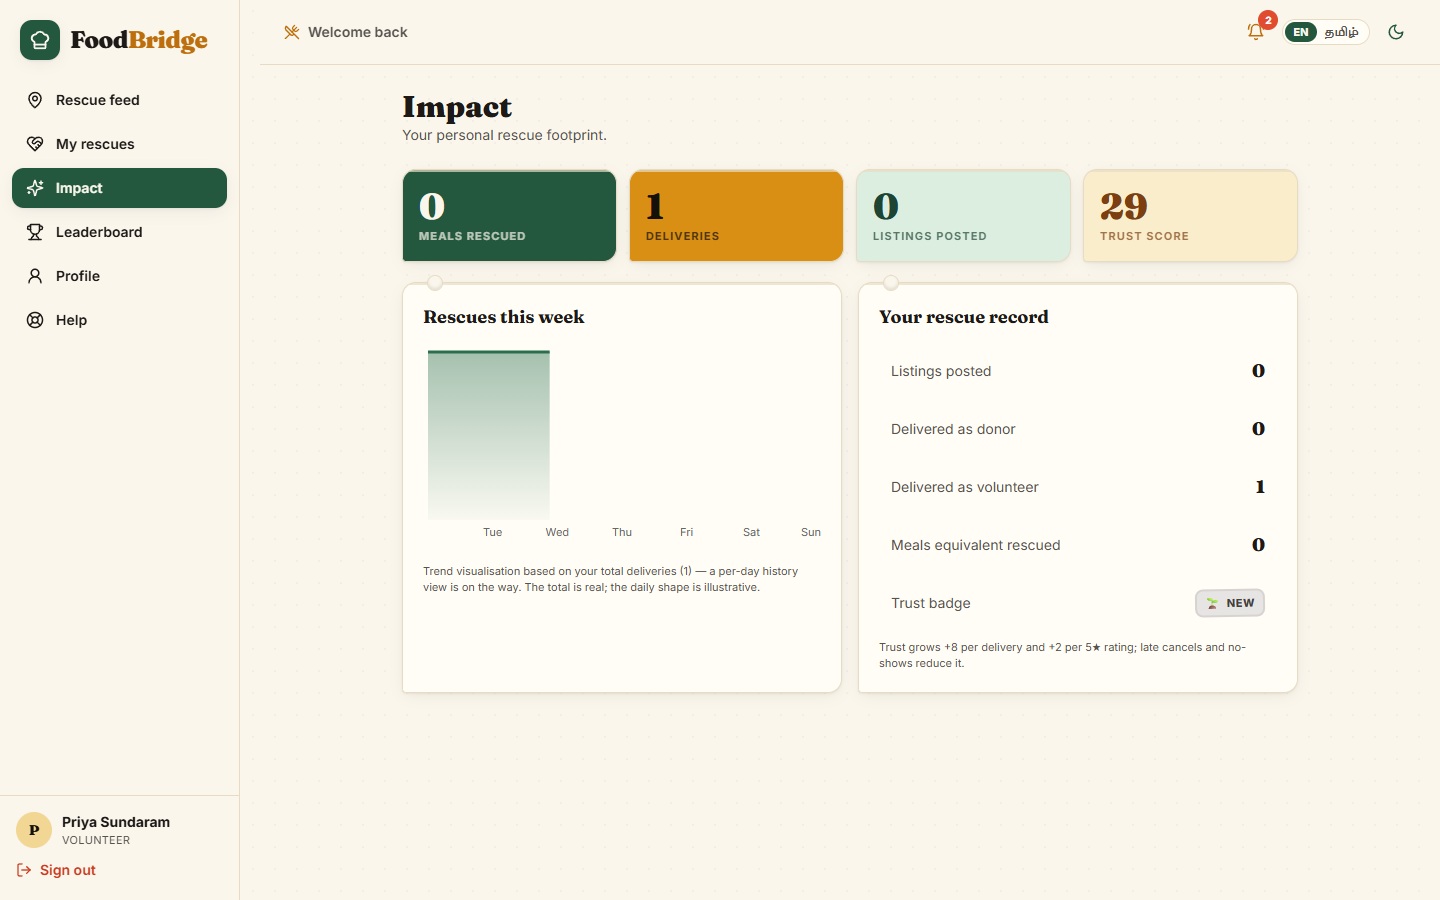 FoodBridge
Welcome back
2
EN
தமிழ்
Rescue feed
My rescues
Impact
Leaderboard
Profile
Help
Impact
Your personal rescue footprint.
0
MEALS RESCUED
1
DELIVERIES
0
LISTINGS POSTED
29
TRUST SCORE
Rescues this week
Tue Wed Thu Fri Sat Sun
Trend visualisation based on your total deliveries (1) — a per-day history
view is on the way. The total is real; the daily shape is illustrative.
Your rescue record
Listings posted 0
Delivered as donor 0
Delivered as volunteer 1
Meals equivalent rescued 0
Trust badge NEW
Trust grows +8 per delivery and +2 per 5★ rating; late cancels and no-
shows reduce it.
P
Priya Sundaram
VOLUNTEER
Sign out